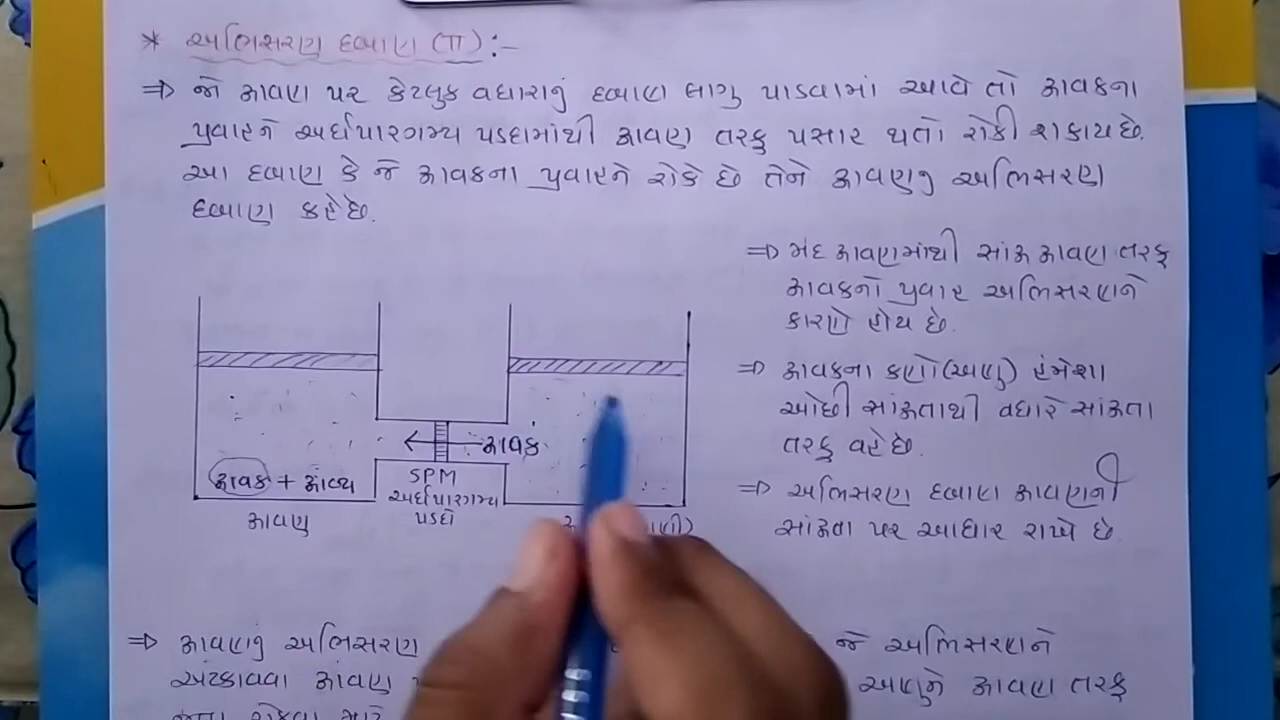 * અભિસરણ દબાણ (π) :-
⇒ જો દ્રાવણ પર કેટલુક વધારાનું દબાણ લાગુ પાડવામાં આવે તો દ્રાવકના
પ્રવાહને અર્ધપારગમ્ય પડદામાંથી દ્રાવણ તરફ પસાર થતો રોકી શકાય છે.
આ દબાણ કે જે દ્રાવકના પ્રવાહને રોકે છે તેને દ્રાવણનુ અભિસરણ
દબાણ કહે છે.
⇒ મંદ દ્રાવણમાંથી સાંદ્ર દ્રાવણ તરફ
દ્રાવકનો પ્રવાહ અભિસરણને
કારણે હોય છે.
⇒ દ્રાવકના કણો(અણુ) હંમેશા
ઓછી સાંદ્રતાથી વધારે સાંદ્રતા
તરફ વહે છે.
⇒ અભિસરણ દબાણ દ્રાવણની
સાંદ્રતા પર આધાર રાખે છે.
દ્રાવક
દ્રાવક + દ્રાવ્ય
દ્રાવણ
SPM
અર્ધપારગમ્ય
પડદો
⇒ દ્રાવણનું અભિસરણ જે અભિસરણને
અટકાવવા દ્રાવણ અણુને દ્રાવણ તરફ
જતા રોકવા માટે